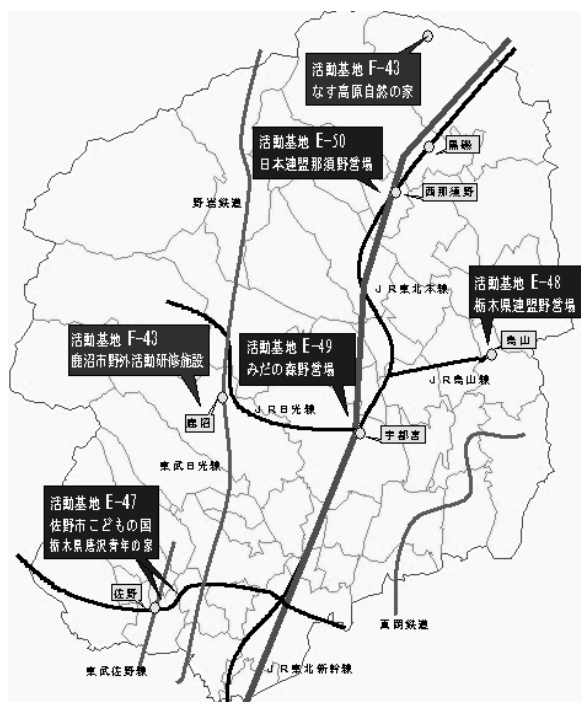 活動基地 F-43
なす高原自然の家
活動基地 E-50
日本連盟那須野営場
黒磯
西那須野
野岩鉄道
JR東北本線
活動基地 E-48
栃木県連盟野営場
烏山
JR烏山線
活動基地 F-43
鹿沼市野外活動研修施設
活動基地 E-49
みだの森野営場
鹿沼
JR日光線
宇都宮
東武日光線
活動基地 E-47
佐野市こどもの国
栃木県唐沢青年の家
佐野
真岡鉄道
東武佐野線
JR東北新幹線